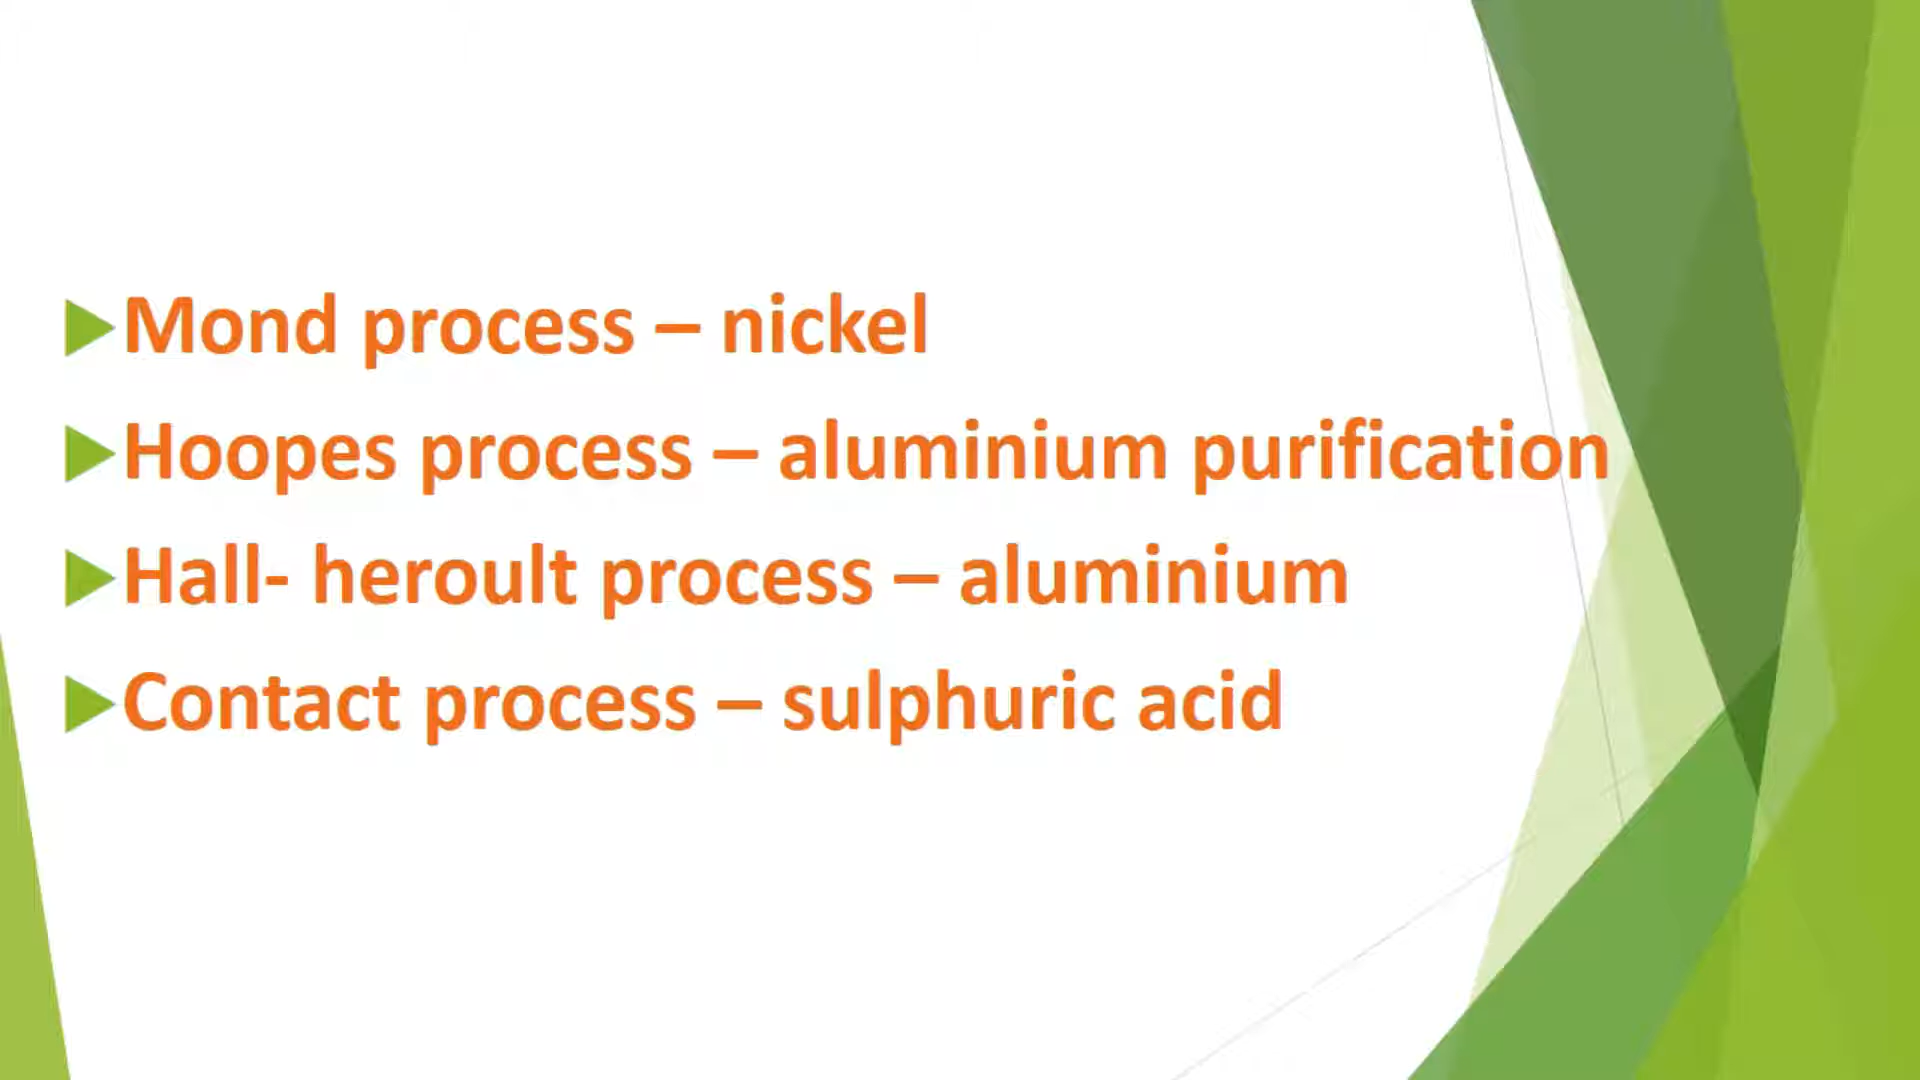 Mond process – nickel
Hoopes process – aluminium purification
Hall- heroult process – aluminium
Contact process – sulphuric acid